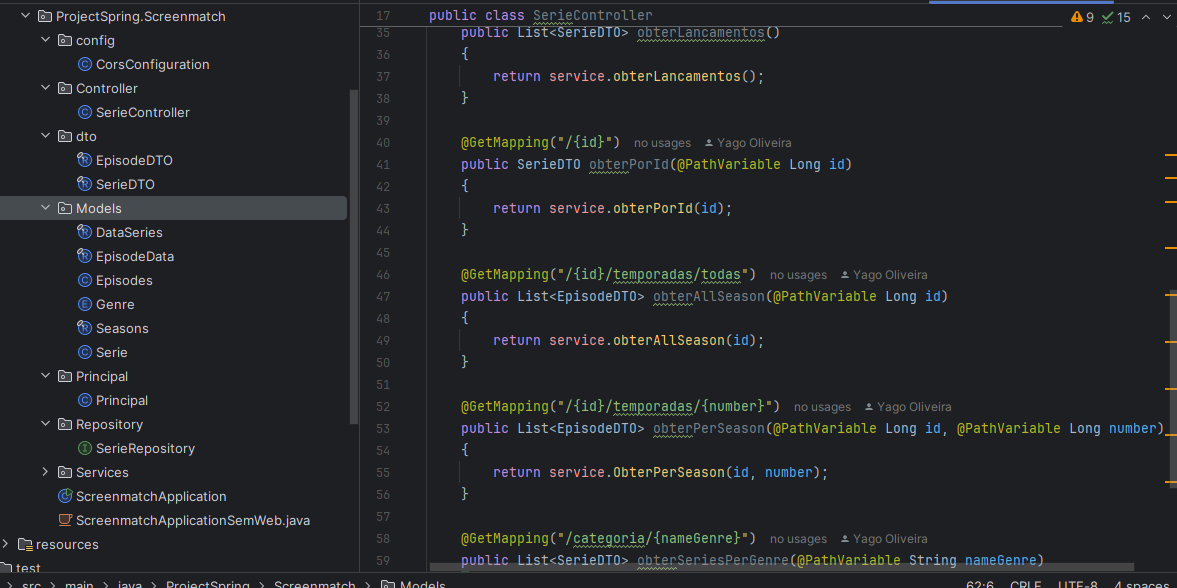 ProjectSpring.Screenmatch
config
CorsConfiguration
Controller
SerieController
dto
EpisodeDTO
SerieDTO
Models
DataSeries
EpisodeData
Episodes
Genre
Seasons
Serie
Principal
Principal
Repository
SerieRepository
Services
ScreenmatchApplication
ScreenmatchApplicationSemWeb.java
resources
test
17 public class SerieController
9 15
35 public List<SerieDTO> obterLancamentos()
36 {
37 return service.obterLancamentos();
38 }
39
40 @GetMapping("/{id}") no usages Yago Oliveira
41 public SerieDTO obterPorId(@PathVariable Long id)
42 {
43 return service.obterPorId(id);
44 }
45
46 @GetMapping("/{id}/temporadas/todas") no usages Yago Oliveira
47 public List<EpisodeDTO> obterAllSeason(@PathVariable Long id)
48 {
49 return service.obterAllSeason(id);
50 }
51
52 @GetMapping("/{id}/temporadas/{number}") no usages Yago Oliveira
53 public List<EpisodeDTO> obterPerSeason(@PathVariable Long id, @PathVariable Long number)
54 {
55 return service.ObterPerSeason(id, number);
56 }
57
58 @GetMapping("/categoria/{nameGenre}") no usages Yago Oliveira
59 public List<SerieDTO> obterSeriesPerGenre(@PathVariable String nameGenre)
src > main > java > ProjectSpring > Screenmatch > Models 62:6 CRLF UTF-8 4 spaces